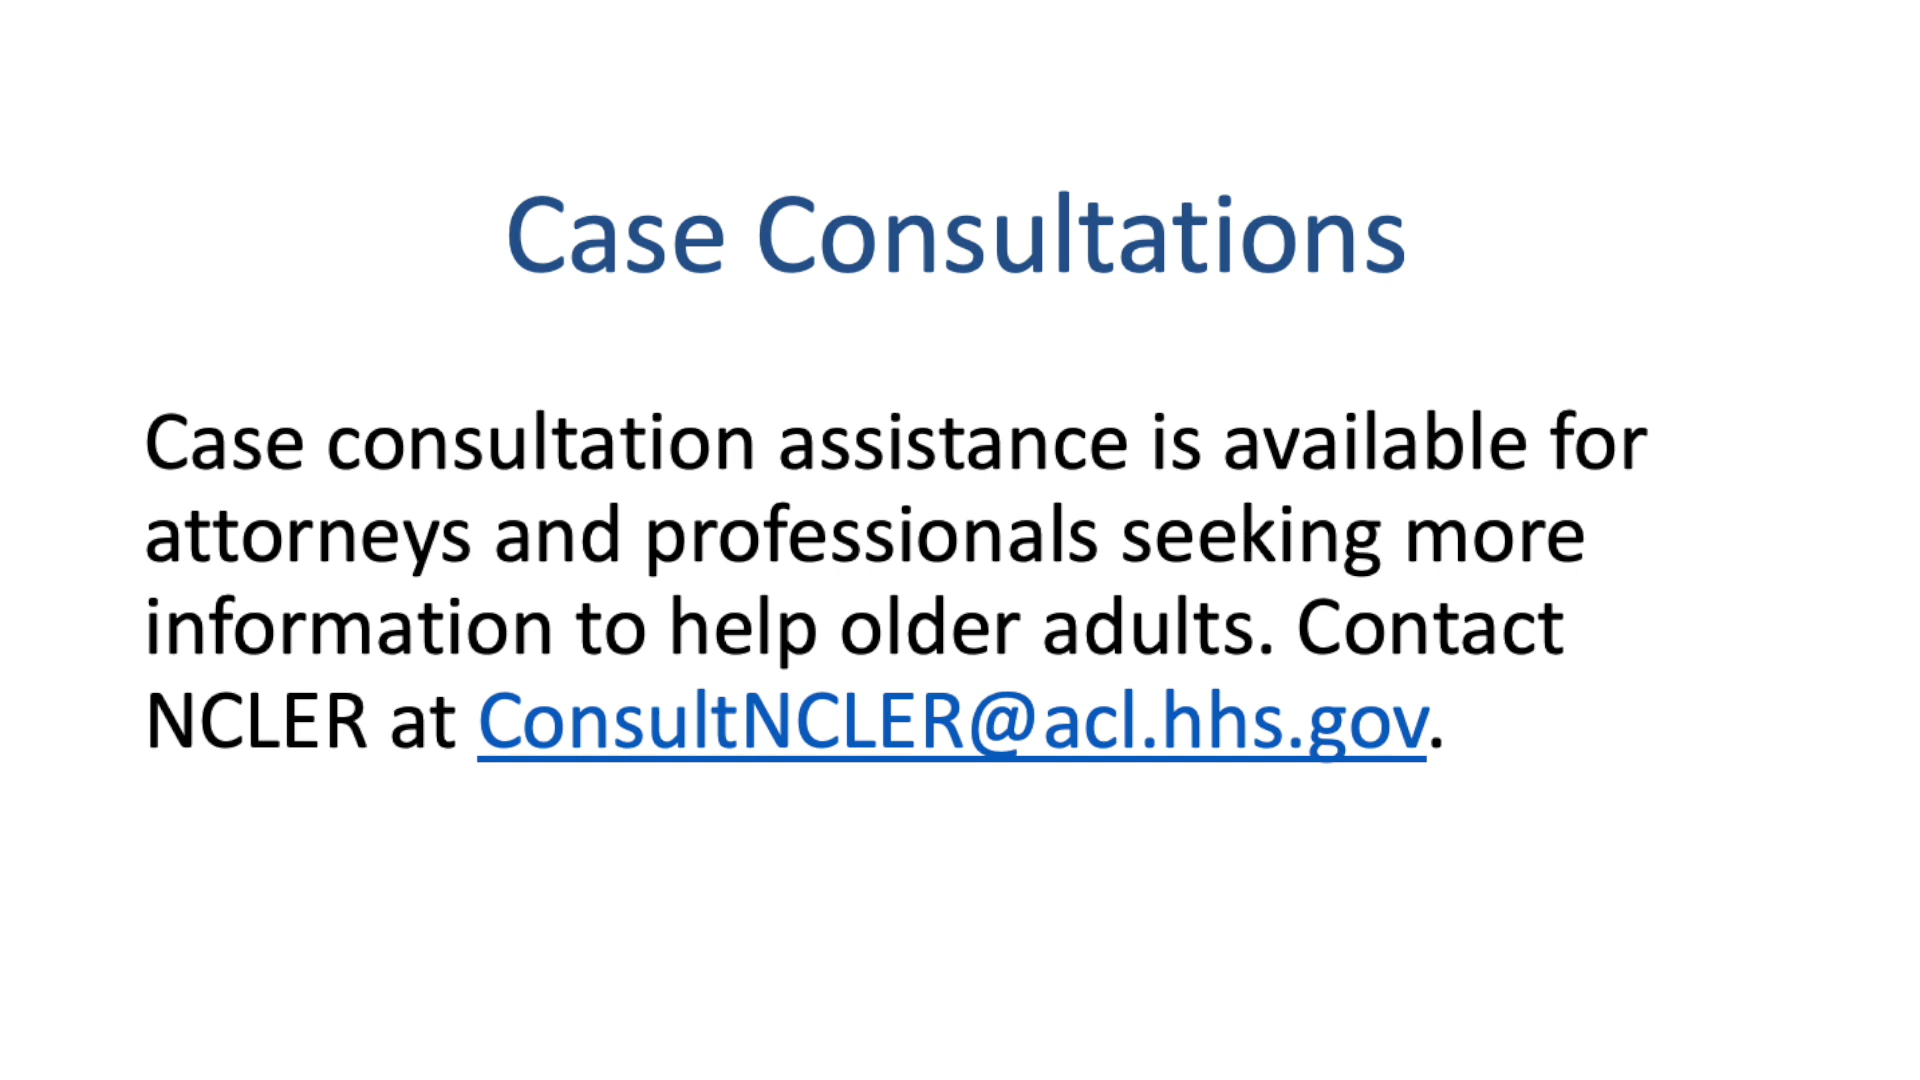 Case Consultations
Case consultation assistance is available for
attorneys and professionals seeking more
information to help older adults. Contact
NCLER at ConsultNCLER@acl.hhs.gov.